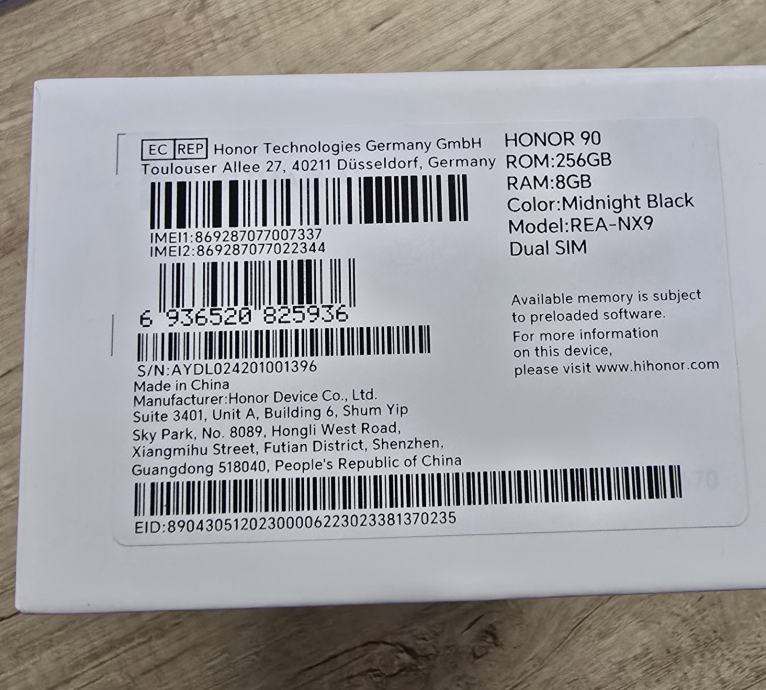 EC REP Honor Technologies Germany GmbH
Toulouser Allee 27, 40211 Düsseldorf, Germany
IMEI1:869287077007337
IMEI2:869287077022344
6 936520 825936
S/N:AYDL024201001396
Made in China
Manufacturer:Honor Device Co., Ltd.
Suite 3401, Unit A, Building 6, Shum Yip
Sky Park, No. 8089, Hongli West Road,
Xiangmihu Street, Futian District, Shenzhen,
Guangdong 518040, People's Republic of China
EID:89043051202300006223023381370235
HONOR 90
ROM:256GB
RAM:8GB
Color:Midnight Black
Model:REA-NX9
Dual SIM
Available memory is subject
to preloaded software.
For more information
on this device,
please visit www.hihonor.com
70